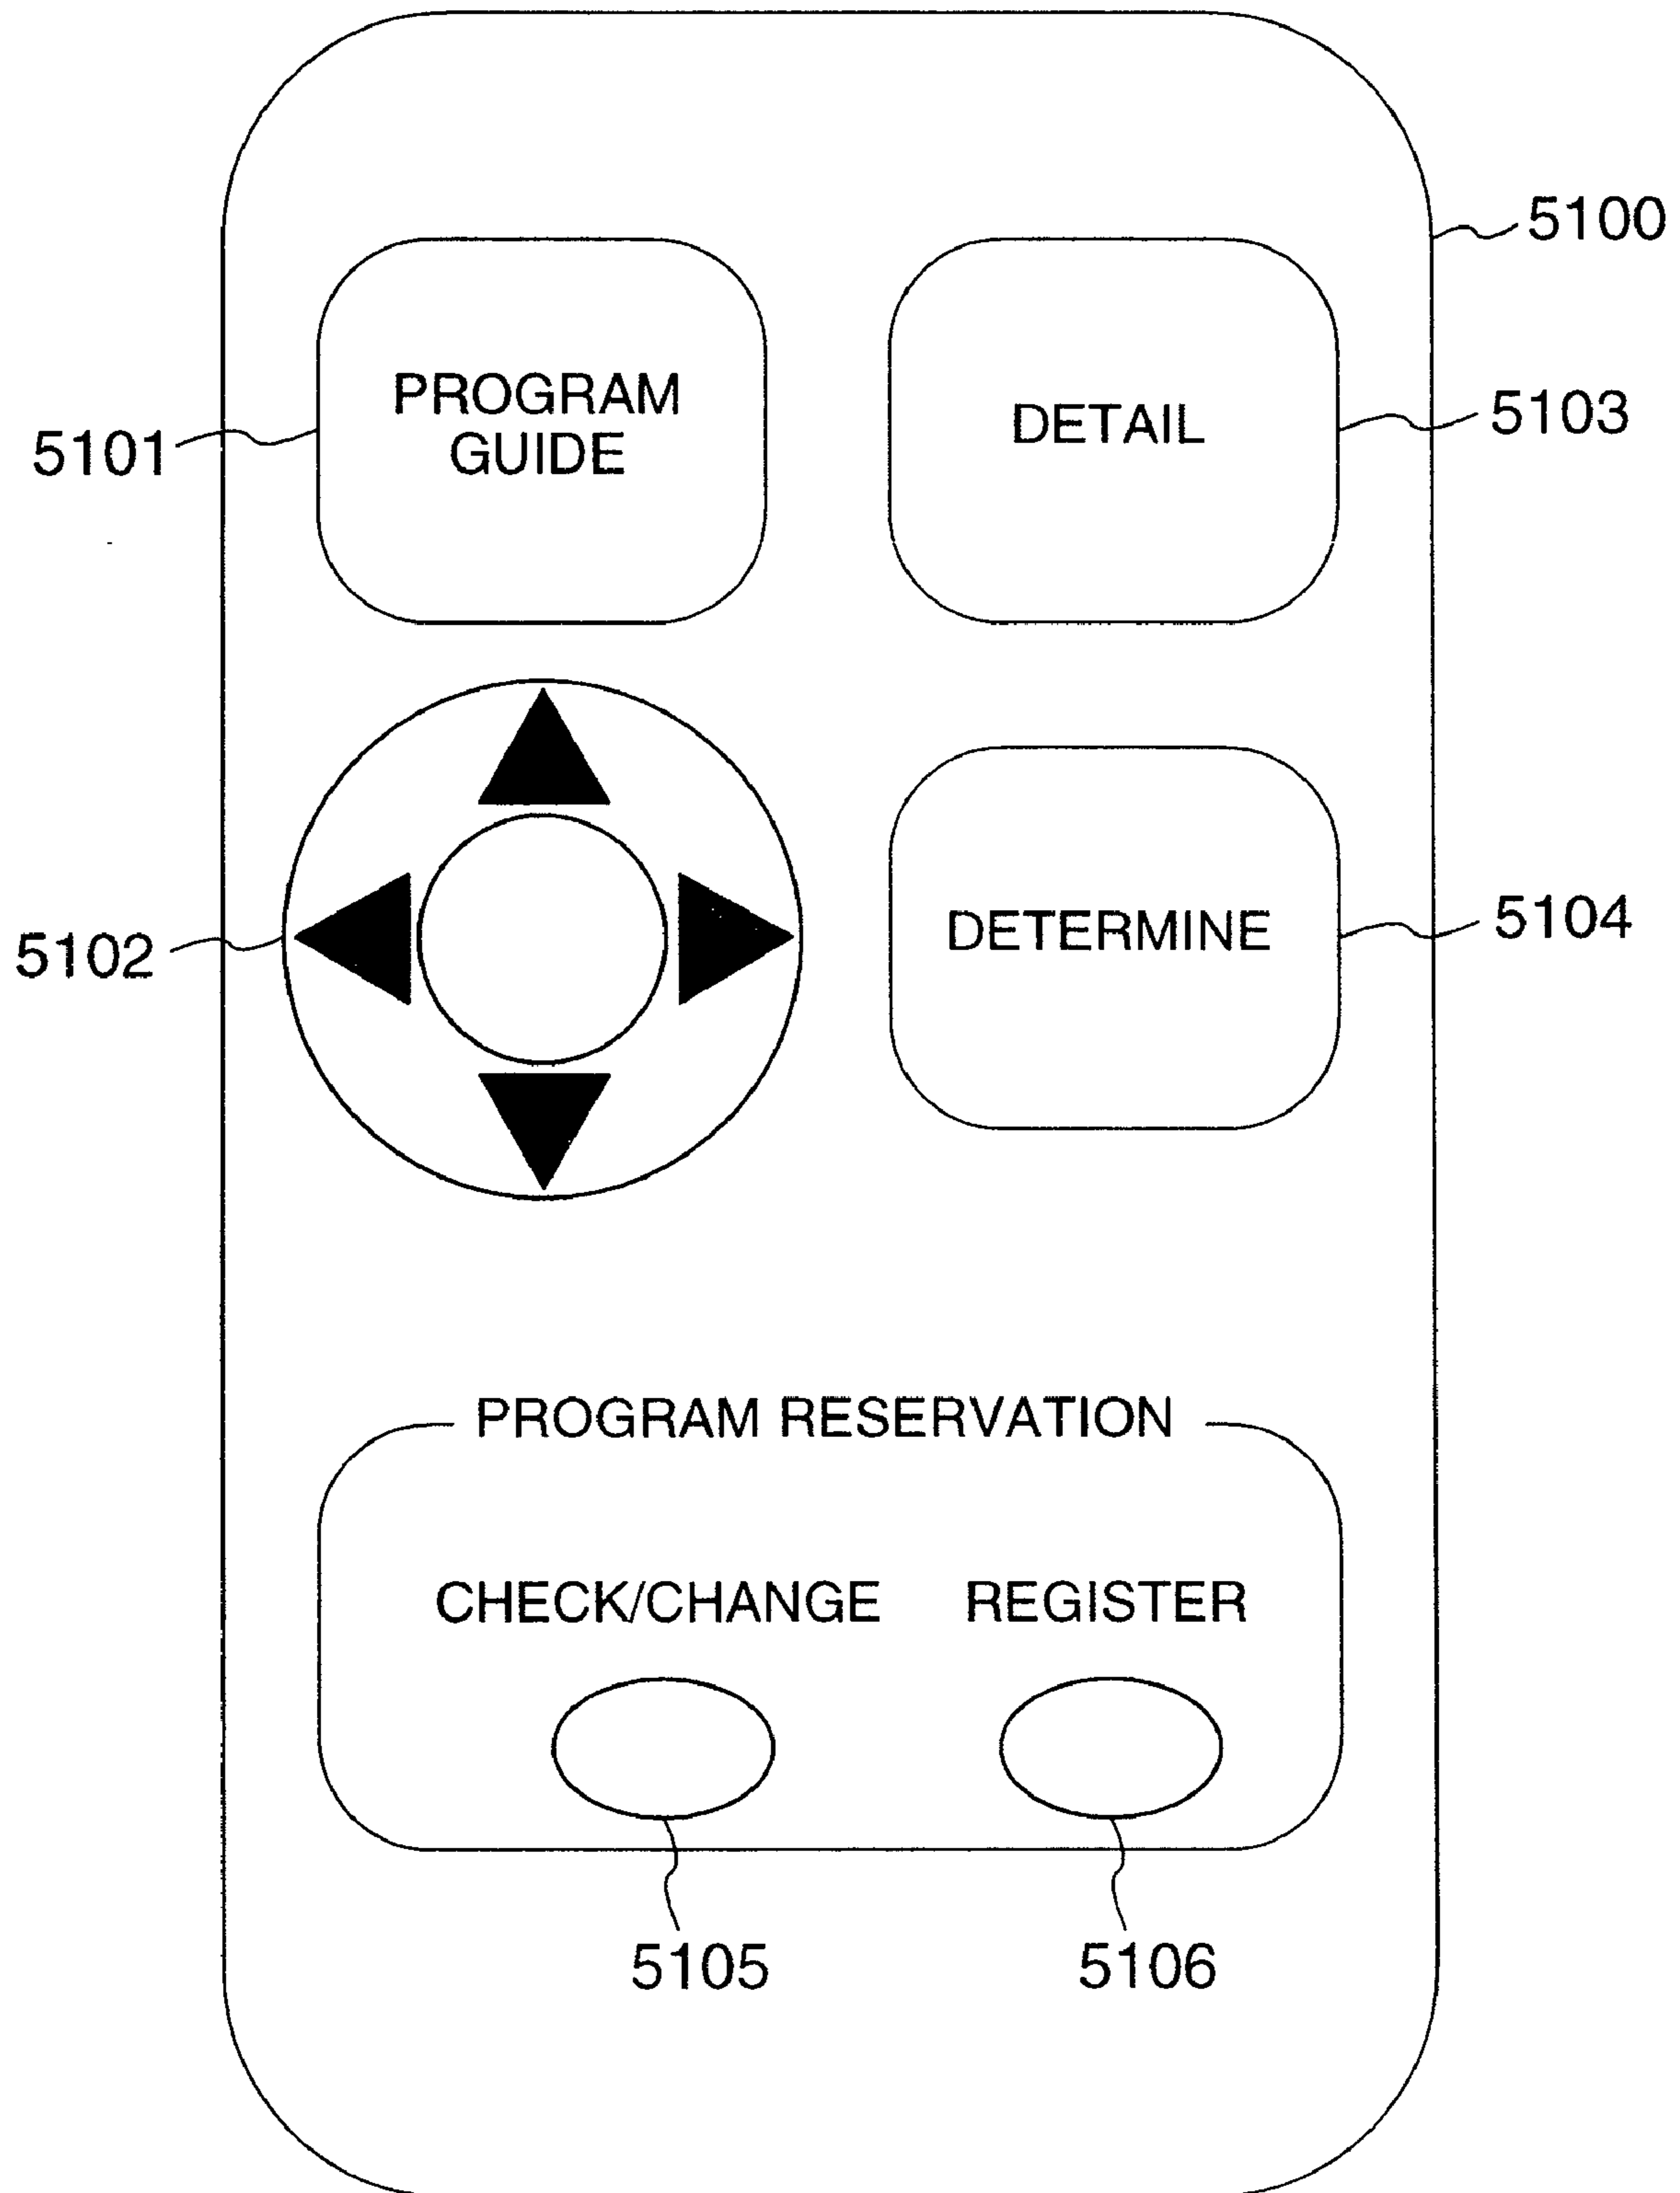 5100
PROGRAM
GUIDE
DETAIL
5101
5103
DETERMINE
5102
5104
PROGRAM RESERVATION
CHECK/CHANGE
REGISTER
5105
5106